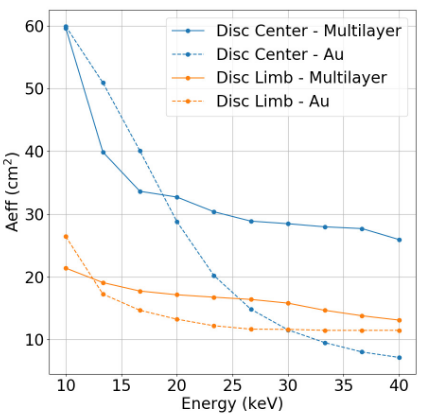 Disc Center - Multilayer
Disc Center - Au
Disc Limb - Multilayer
Disc Limb - Au
Aeff (cm²)
60
50
40
30
20
10
10 15 20 25 30 35 40
Energy (keV)